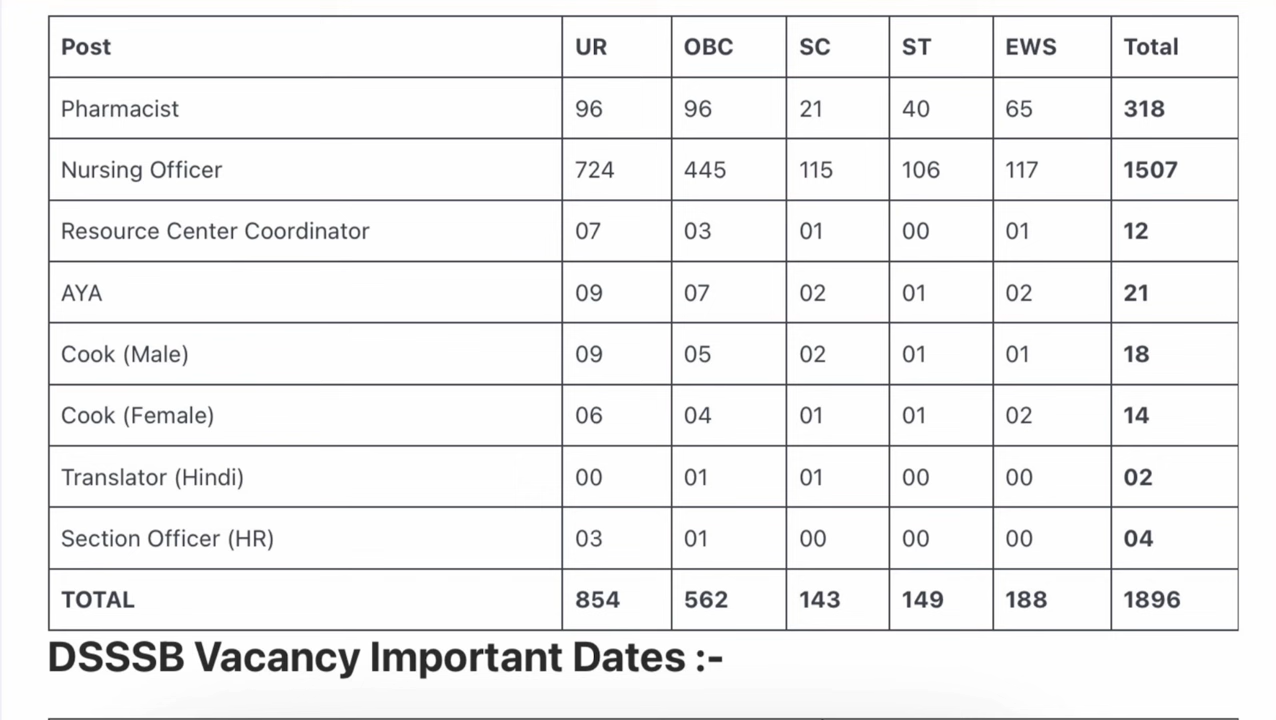 Post UR OBC SC ST EWS Total
Pharmacist 96 96 21 40 65 318
Nursing Officer 724 445 115 106 117 1507
Resource Center Coordinator 07 03 01 00 01 12
AYA 09 07 02 01 02 21
Cook (Male) 09 05 02 01 01 18
Cook (Female) 06 04 01 01 02 14
Translator (Hindi) 00 01 01 00 00 02
Section Officer (HR) 03 01 00 00 00 04
TOTAL 854 562 143 149 188 1896
DSSSB Vacancy Important Dates :-